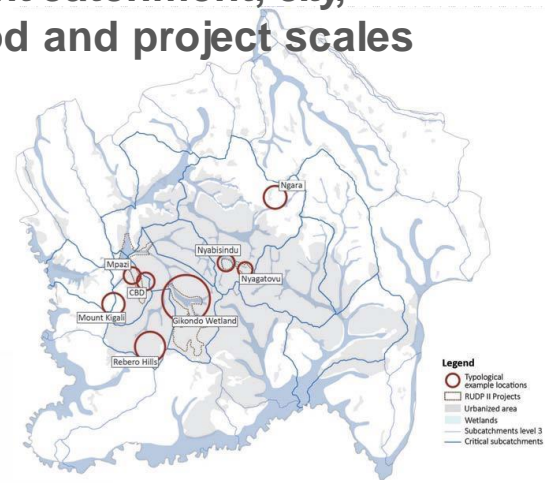 od and project scales
Ngara
Nyabisindu
Mpazi
Nyagatovu
CBD
Mount Kigali
Gikondo Wetland
Rebero Hills
Legend
Typological
example locations
RUDP II Projects
Urbanized area
Wetlands
Subcatchments level 3
Critical subcatchments